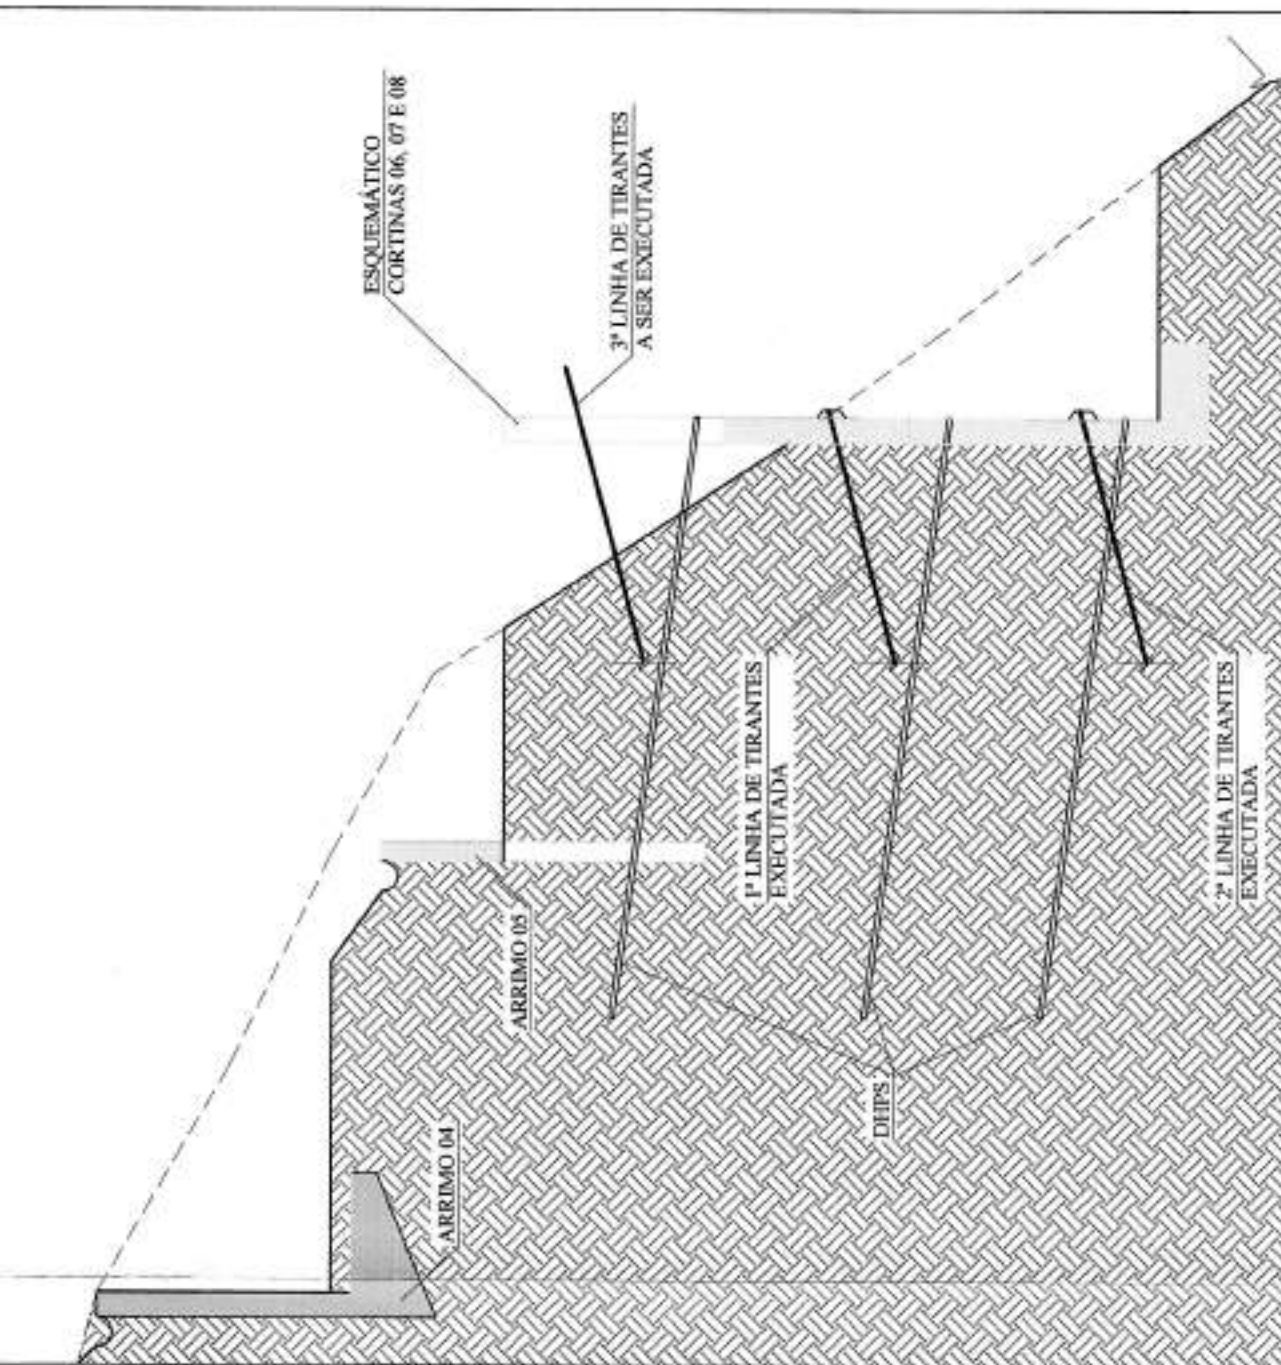 ESQUEMÁTICO
CORTINAS 06, 07 E 08
3ª LINHA DE TIRANTES
A SER EXECUTADA
1ª LINHA DE TIRANTES
EXECUTADA
2ª LINHA DE TIRANTES
EXECUTADA
ARRIMO 05
ARRIMO 04
DHPS